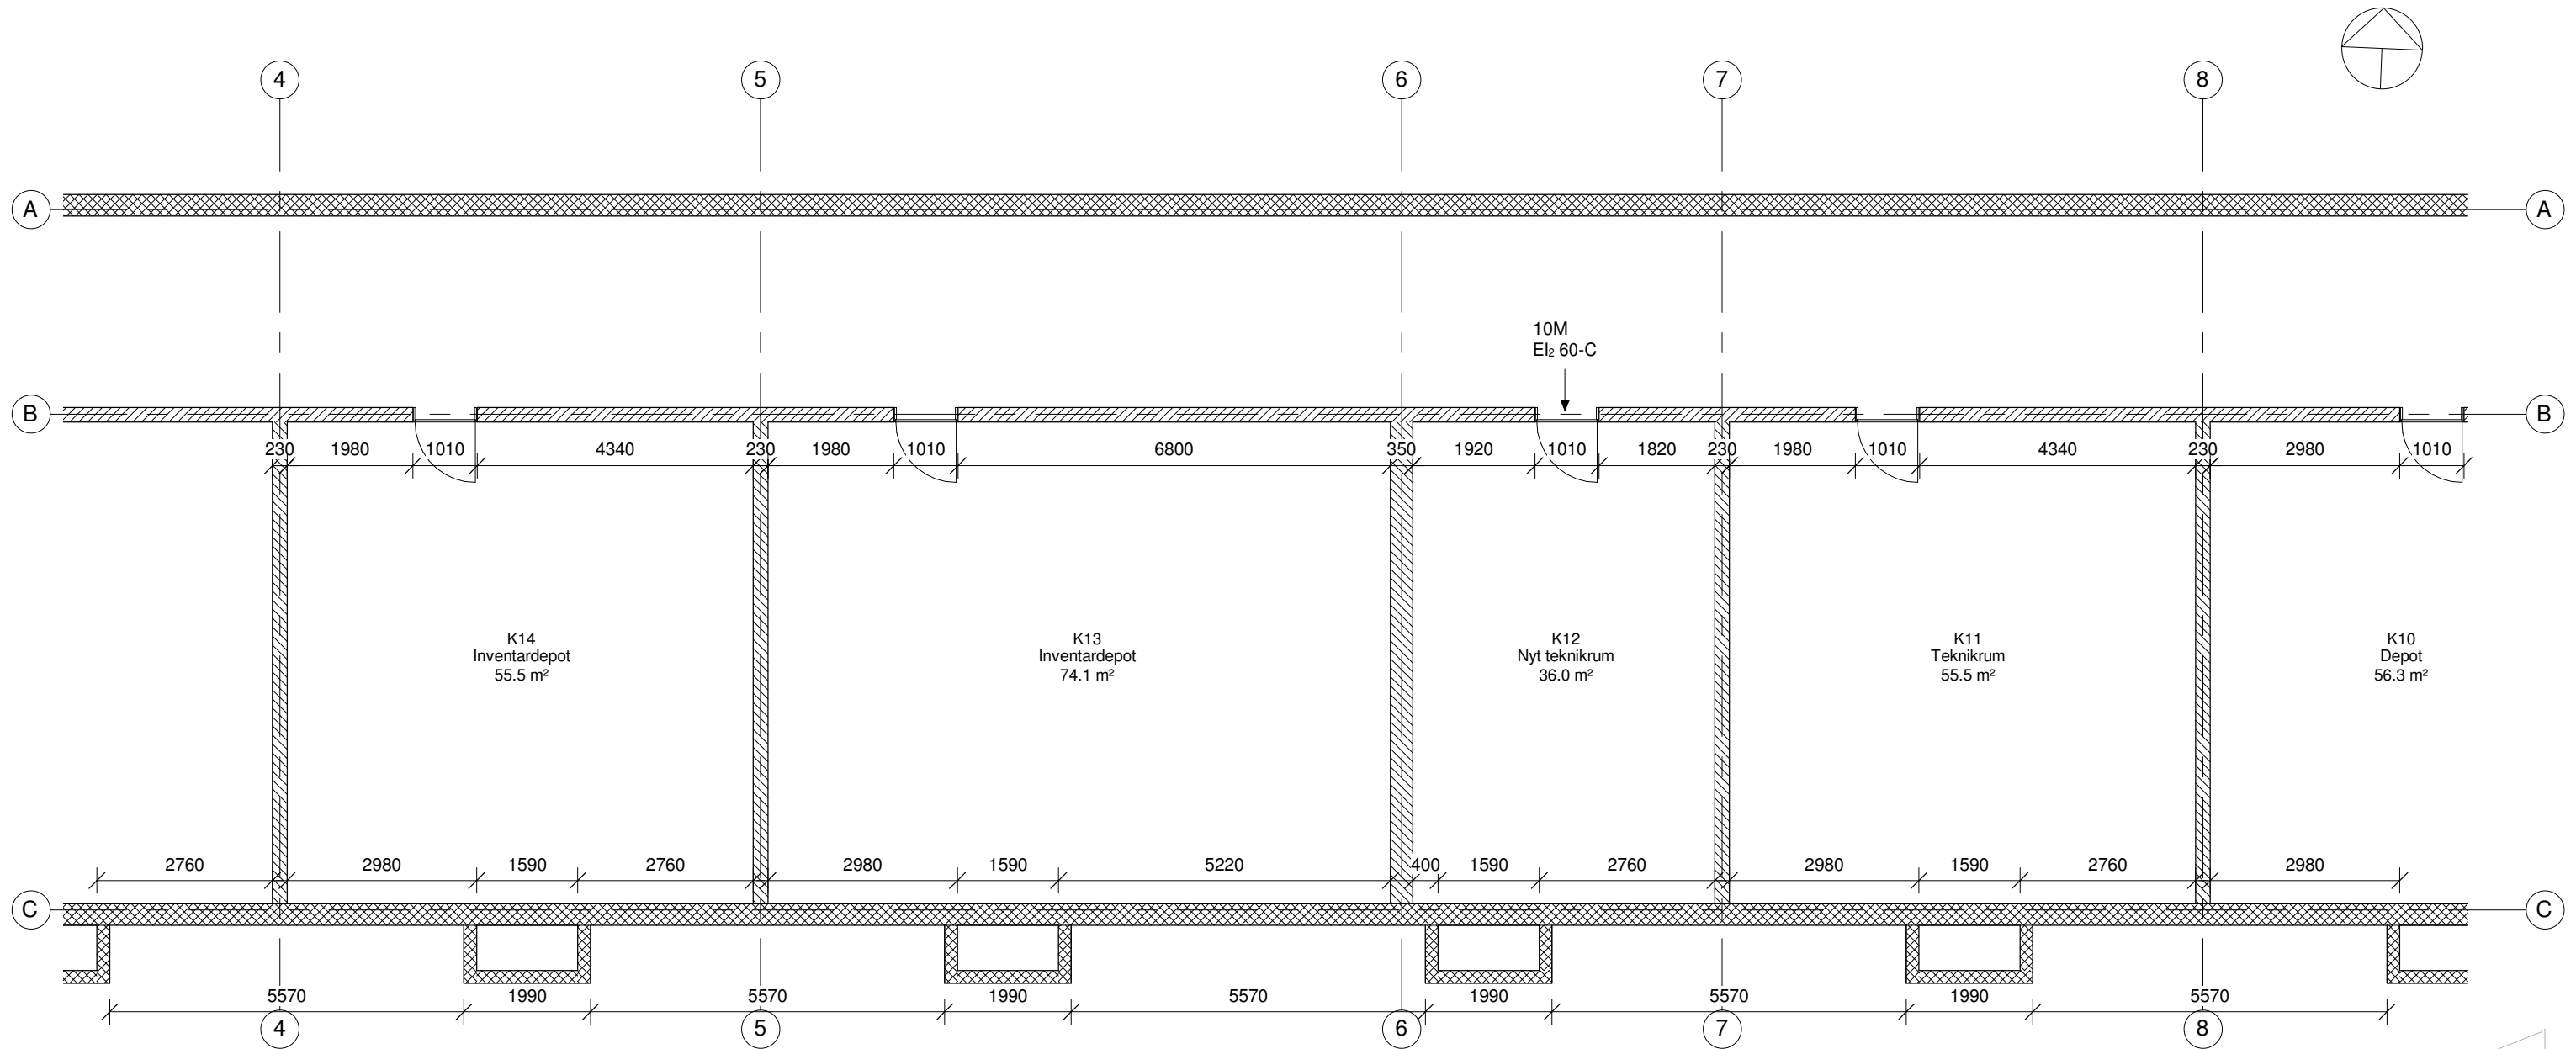 4 5 6 7 8
A A
10M
EI₂ 60-C
B B
230 1980 1010 4340 230 1980 1010 6800 350 1920 1010 1820 230 1980 1010 4340 230 2980 1010
K14
Inventardepot
55.5 m²
K13
Inventardepot
74.1 m²
K12
Nyt teknikrum
36.0 m²
K11
Teknikrum
55.5 m²
K10
Depot
56.3 m²
2760 2980 1590 2760 2980 1590 5220 400 1590 2760 2980 1590 2760 2980
C C
5570 1990 5570 1990 5570 1990 5570 1990 5570
4 5 6 7 8